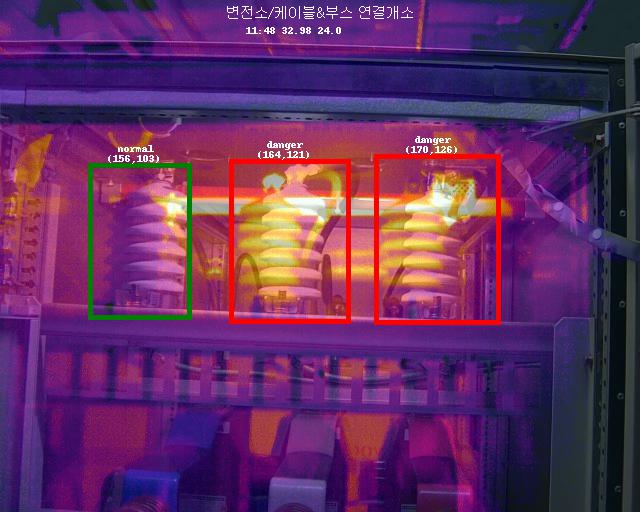 변전소/케이블&부스 연결개소
11:48 32.98 24.0
normal
(156,103)
danger
(164,121)
danger
(170,126)